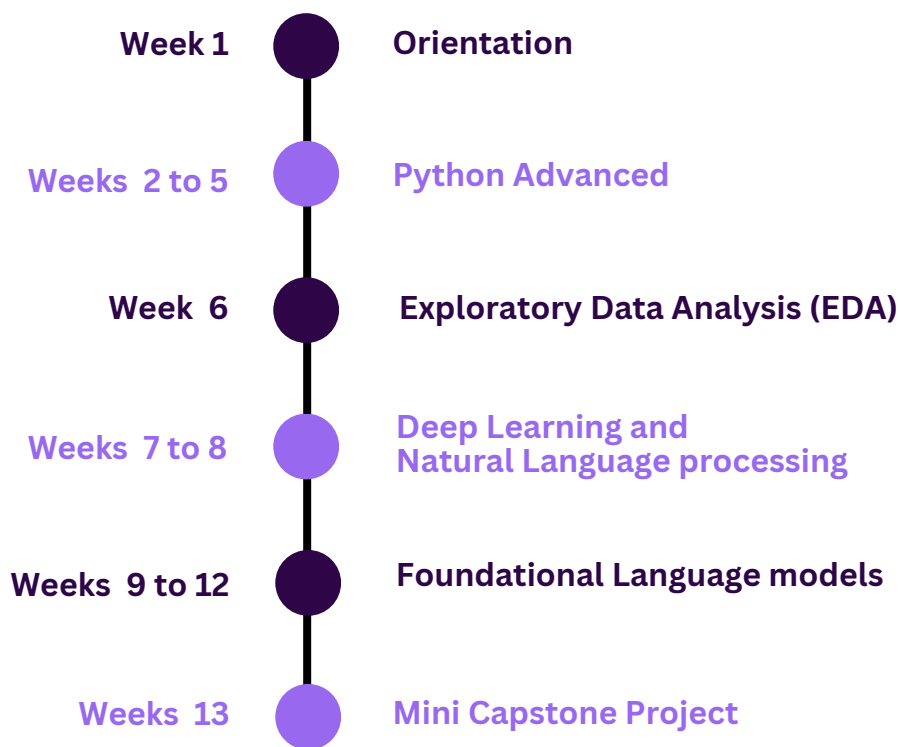 Week 1
Orientation
Weeks 2 to 5
Python Advanced
Week 6
Exploratory Data Analysis (EDA)
Weeks 7 to 8
Deep Learning and
Natural Language processing
Weeks 9 to 12
Foundational Language models
Weeks 13
Mini Capstone Project